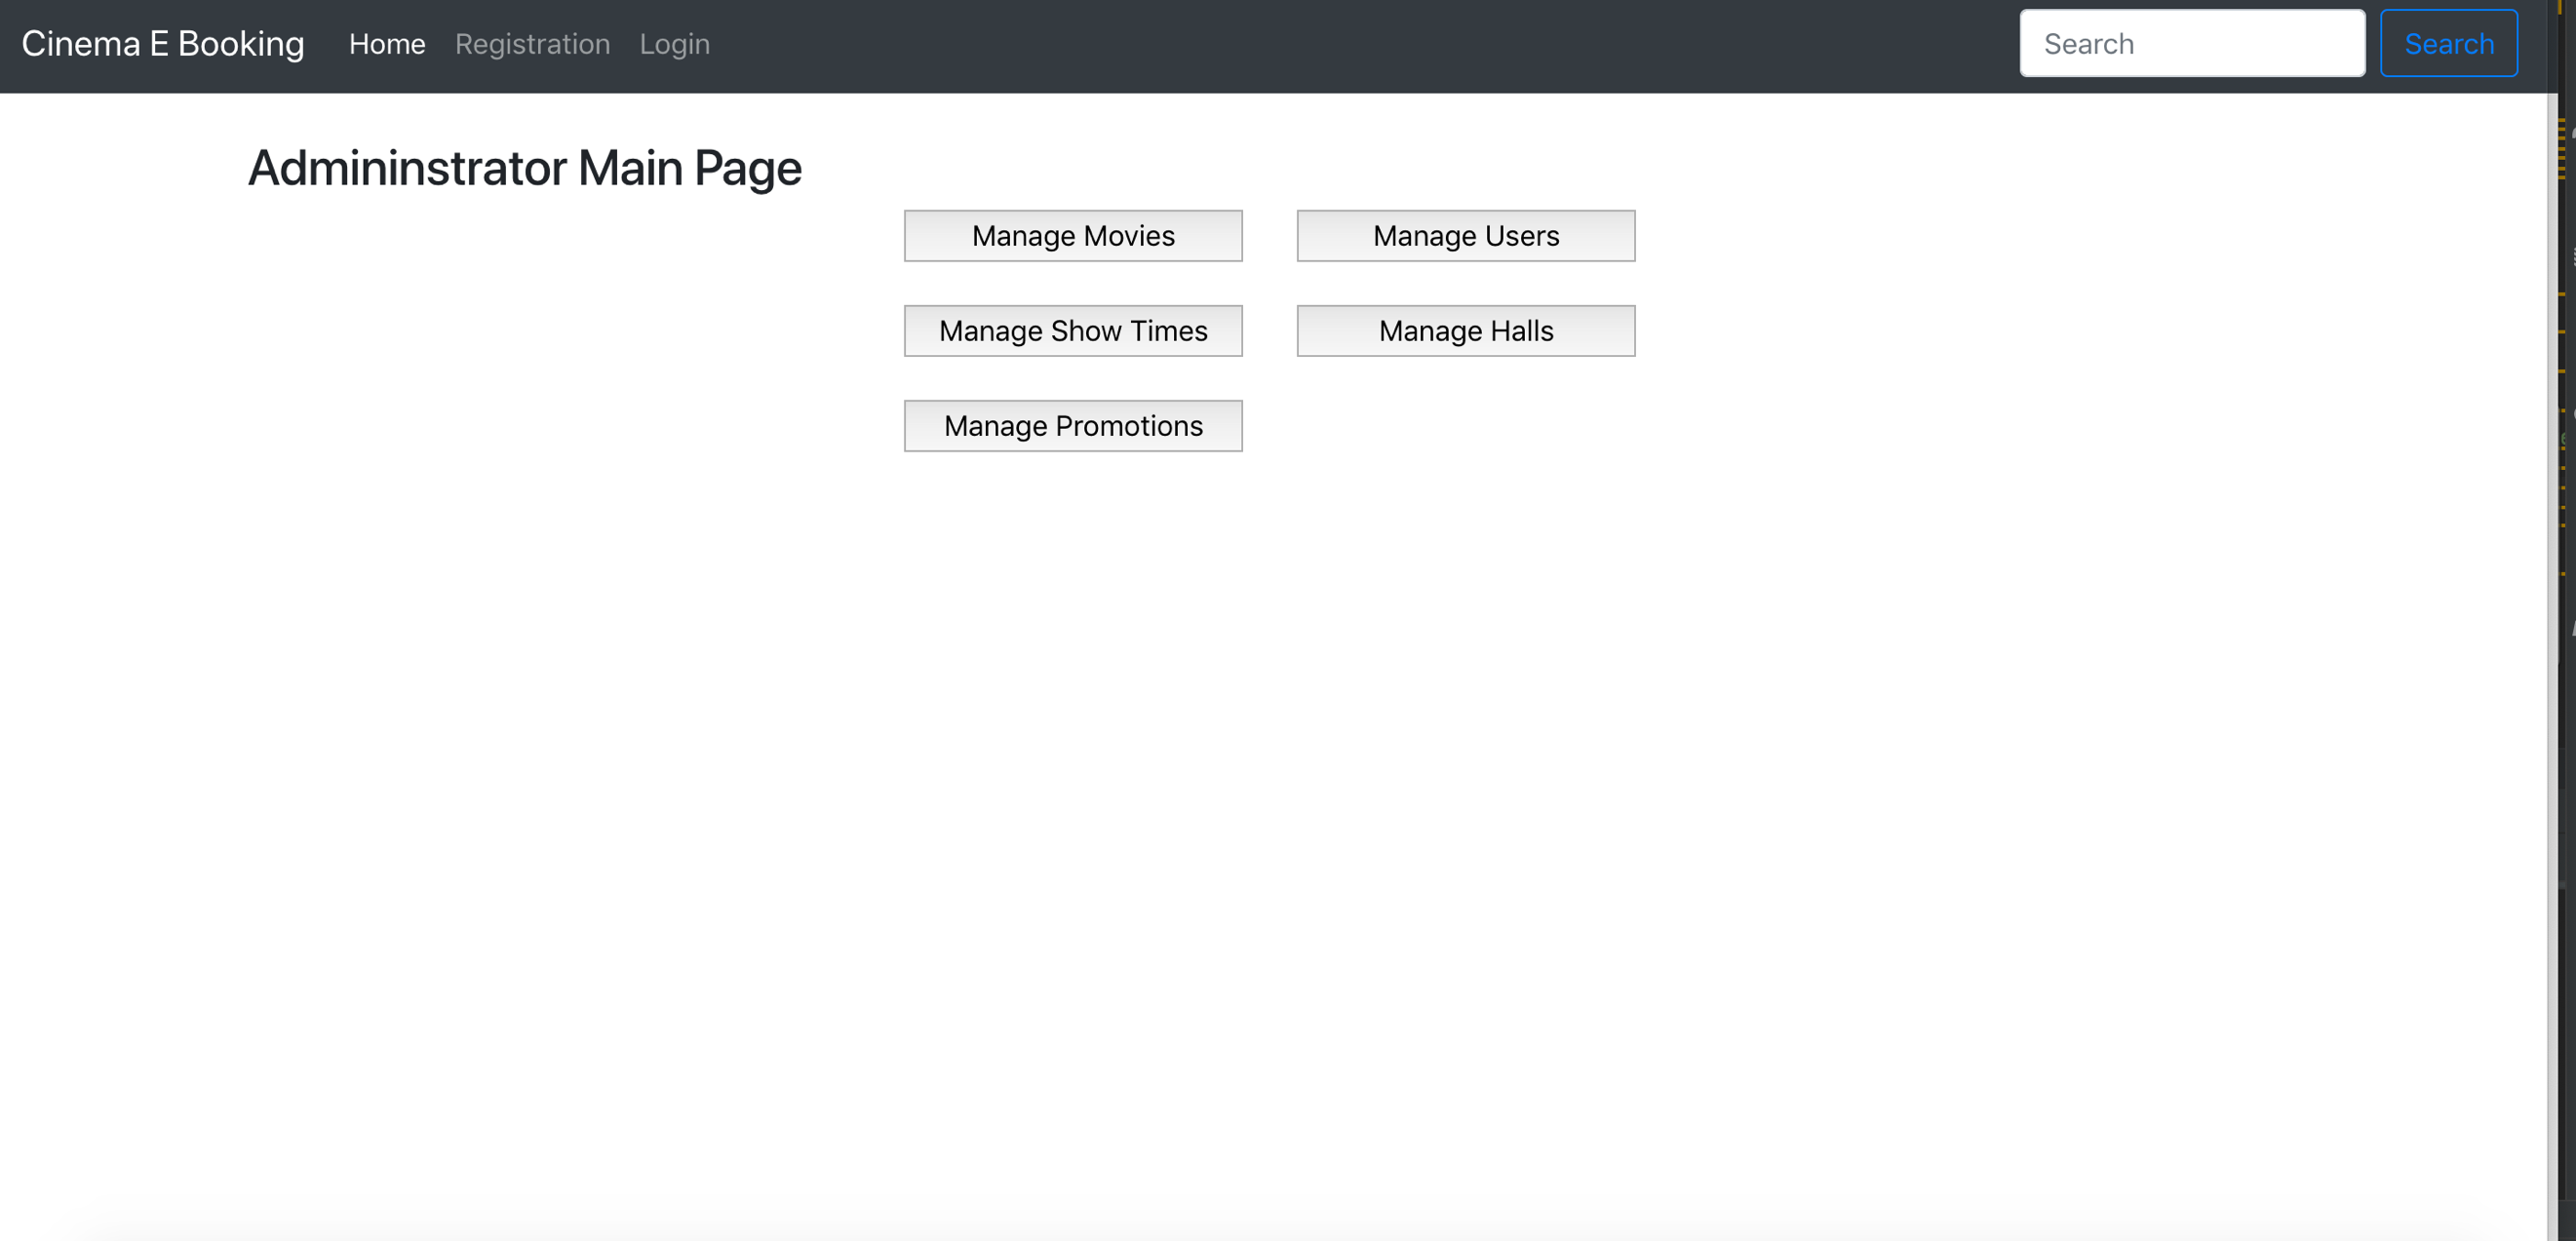 Cinema E Booking Home Registration Login Search Search
Admininstrator Main Page
Manage Movies Manage Users
Manage Show Times Manage Halls
Manage Promotions